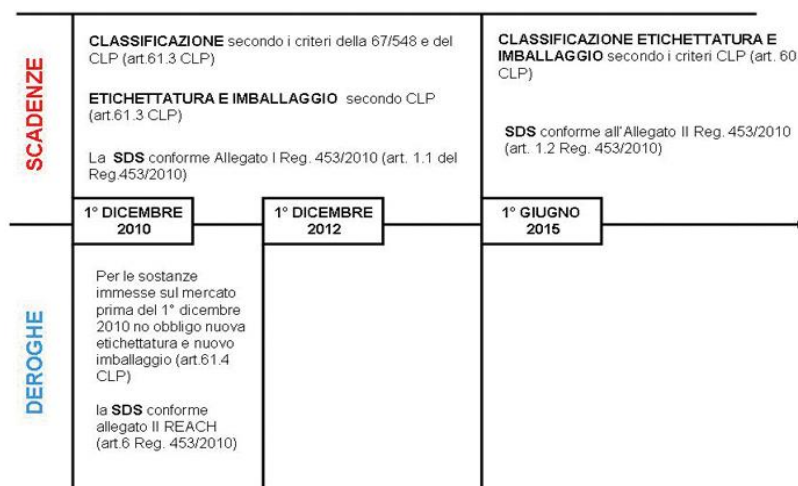 SCADENZE
CLASSIFICAZIONE secondo i criteri della 67/548 e del
CLP (art.61.3 CLP)
ETICHETTATURA E IMBALLAGGIO secondo CLP
(art.61.3 CLP)
La SDS conforme Allegato I Reg. 453/2010 (art. 1.1 del
Reg.453/2010)
CLASSIFICAZIONE ETICHETTATURA E
IMBALLAGGIO secondo i criteri CLP (art. 60
CLP)
SDS conforme all'Allegato II Reg. 453/2010
(art. 1.2 Reg. 453/2010)
1° DICEMBRE
2010
1° DICEMBRE
2012
1° GIUGNO
2015
DEROGHE
Per le sostanze
immesse sul mercato
prima del 1° dicembre
2010 no obbligo nuova
etichettatura e nuovo
imballaggio (art.61.4
CLP)
la SDS conforme
allegato II REACH
(art.6 Reg. 453/2010)